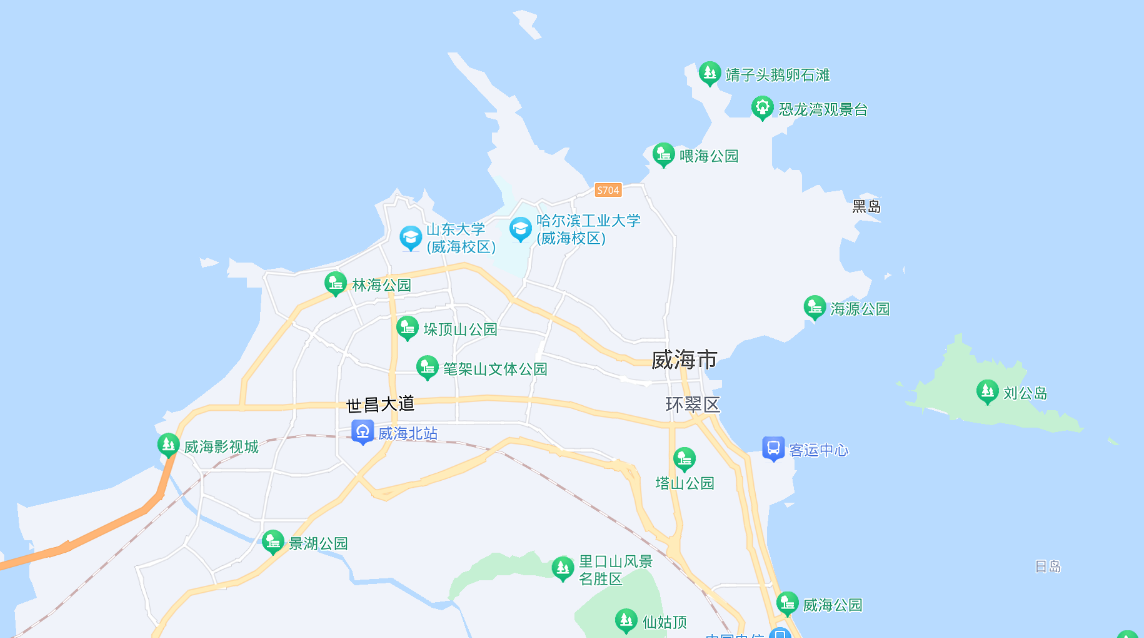 靖子头鹅卵石滩
恐龙湾观景台
喂海公园
S704
黑岛
山东大学
(威海校区)
哈尔滨工业大学
(威海校区)
林海公园
海源公园
垛顶山公园
威海市
笔架山文体公园
刘公岛
世昌大道
环翠区
威海北站
威海影视城
客运中心
塔山公园
景湖公园
里口山风景
名胜区
日岛
威海公园
仙姑顶